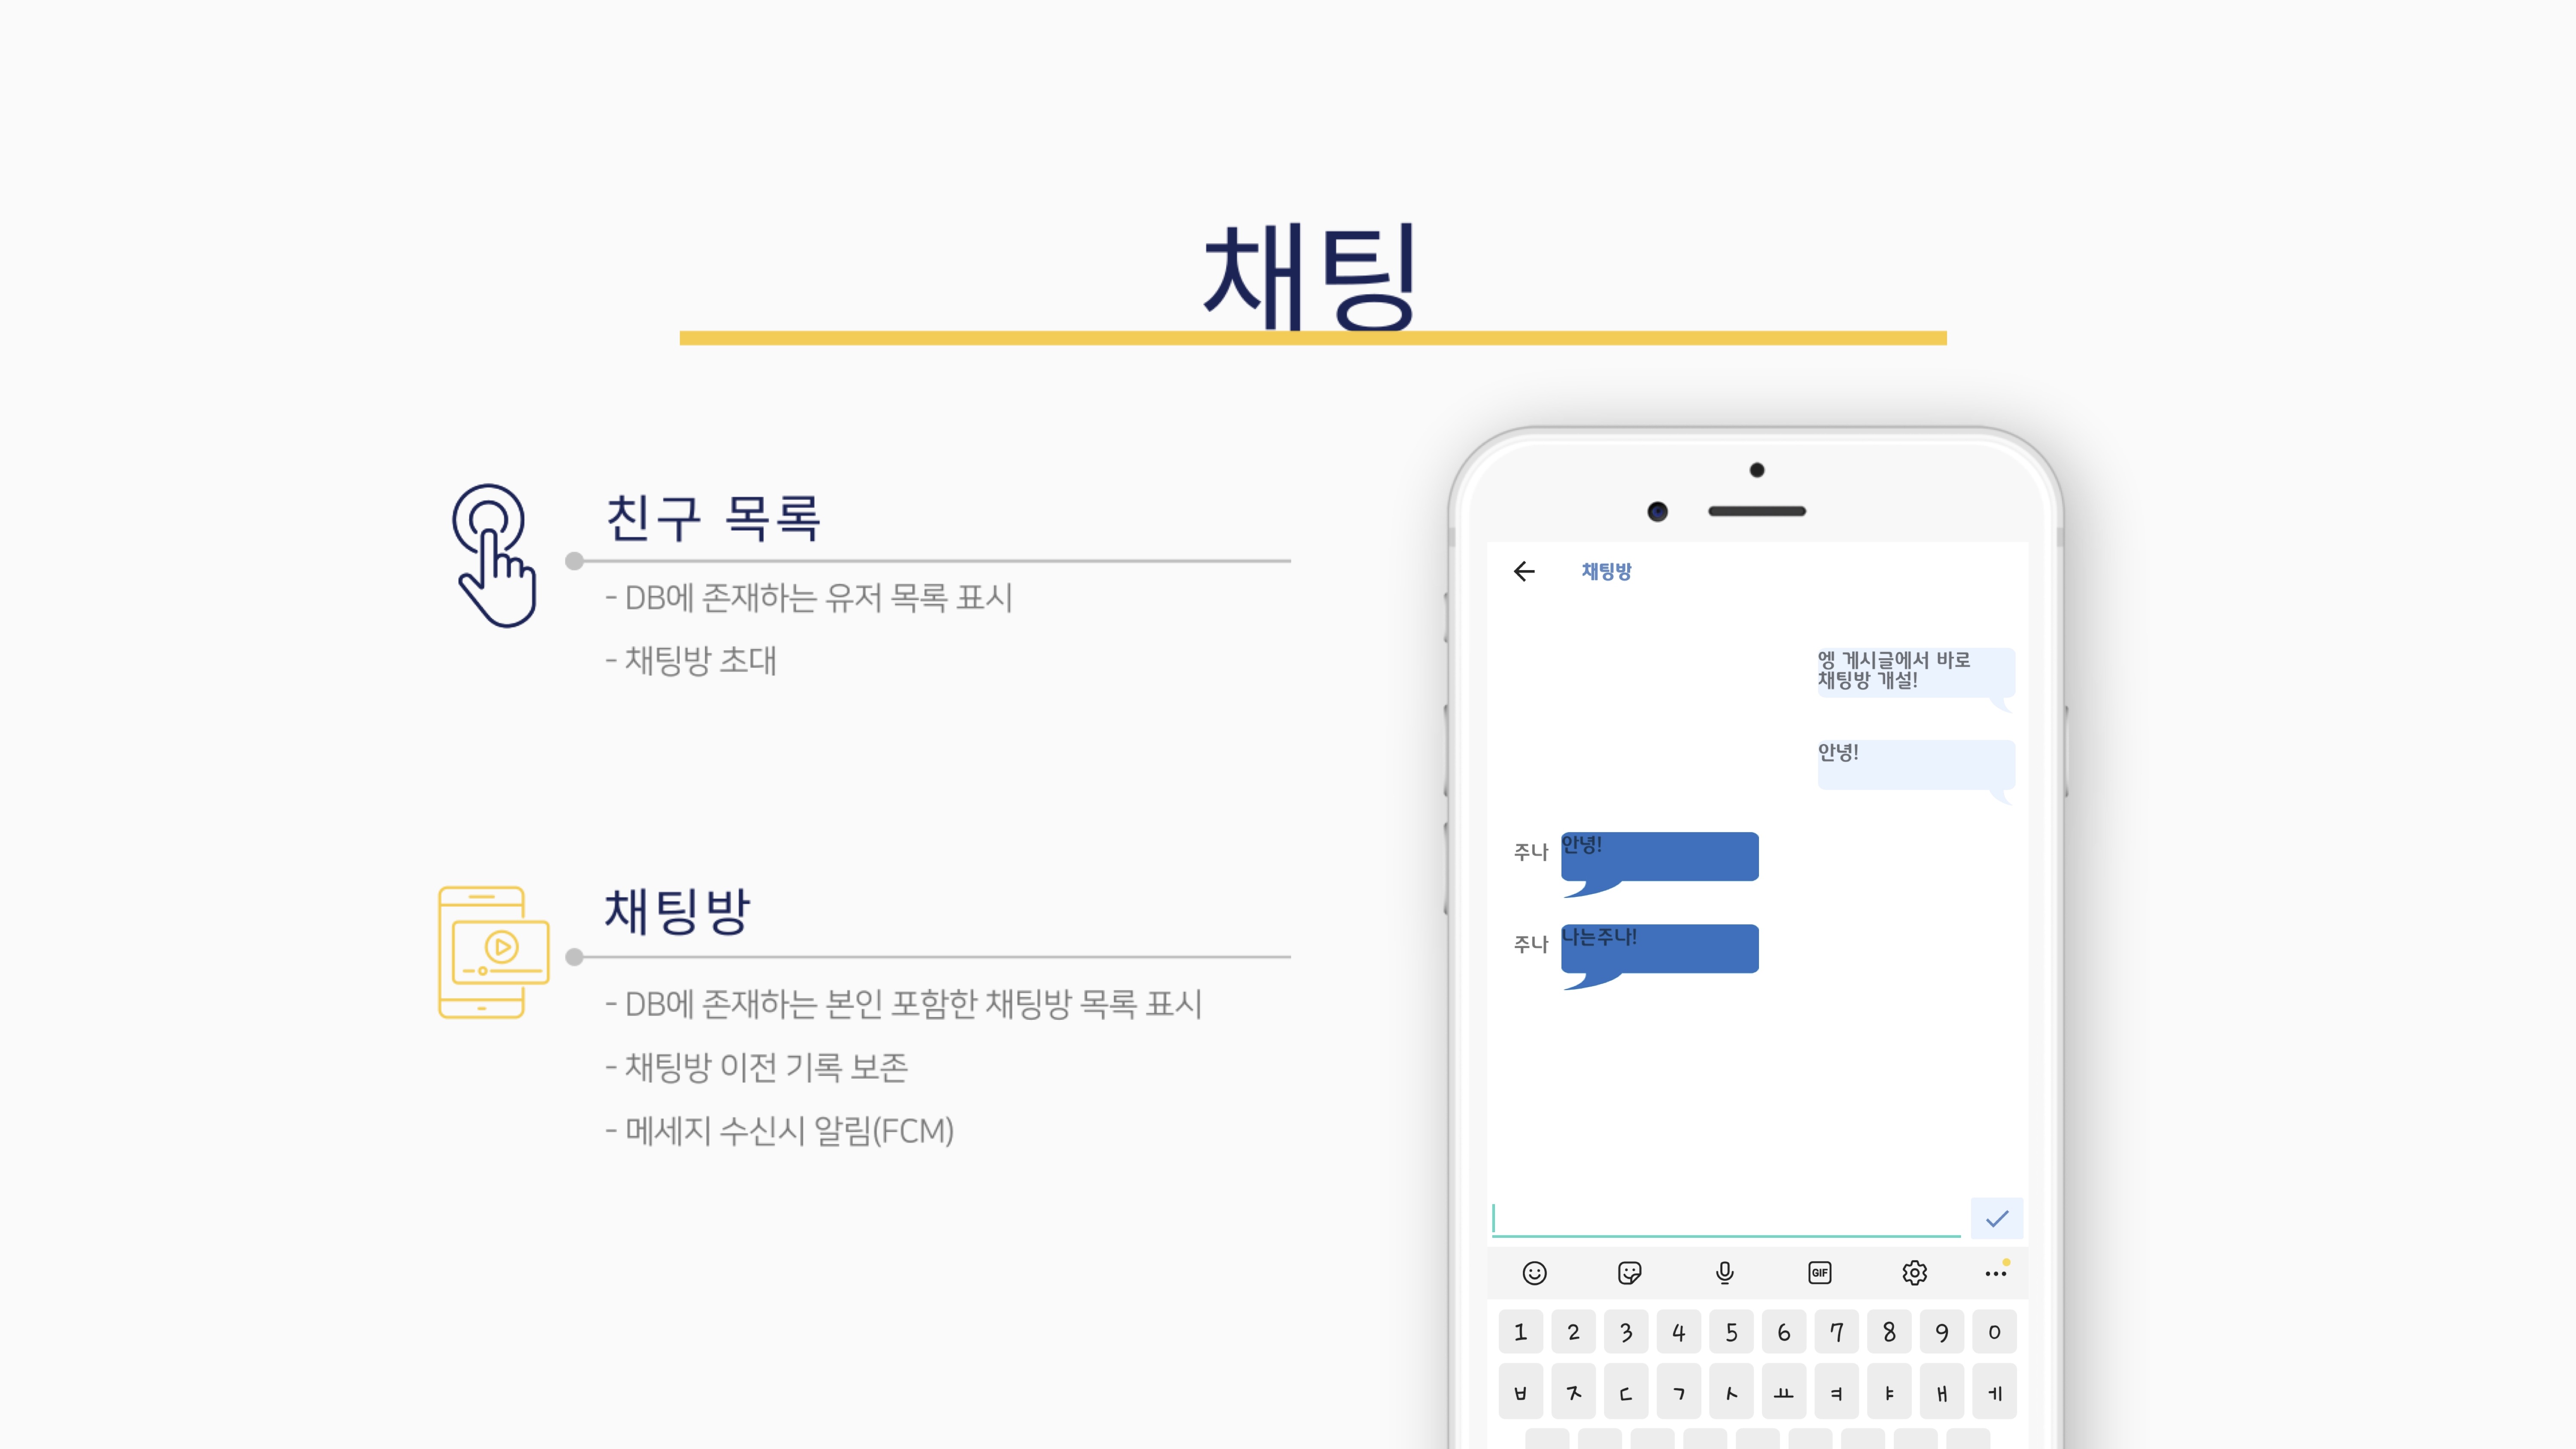 채팅
친구 목록
- DB에 존재하는 유저 목록 표시
- 채팅방 초대
채팅방
- DB에 존재하는 본인 포함한 채팅방 목록 표시
- 채팅방 이전 기록 보존
- 메세지 수신시 알림(FCM)
채팅방
엥 게시글에서 바로
채팅방 개설!
안녕!
주나 안녕!
주나 나는주나!
GIF
1 2 3 4 5 6 7 8 9 0
ㅂ ㅈ ㄷ ㄱ ㅅ ㅛ ㅕ ㅑ ㅐ ㅔ